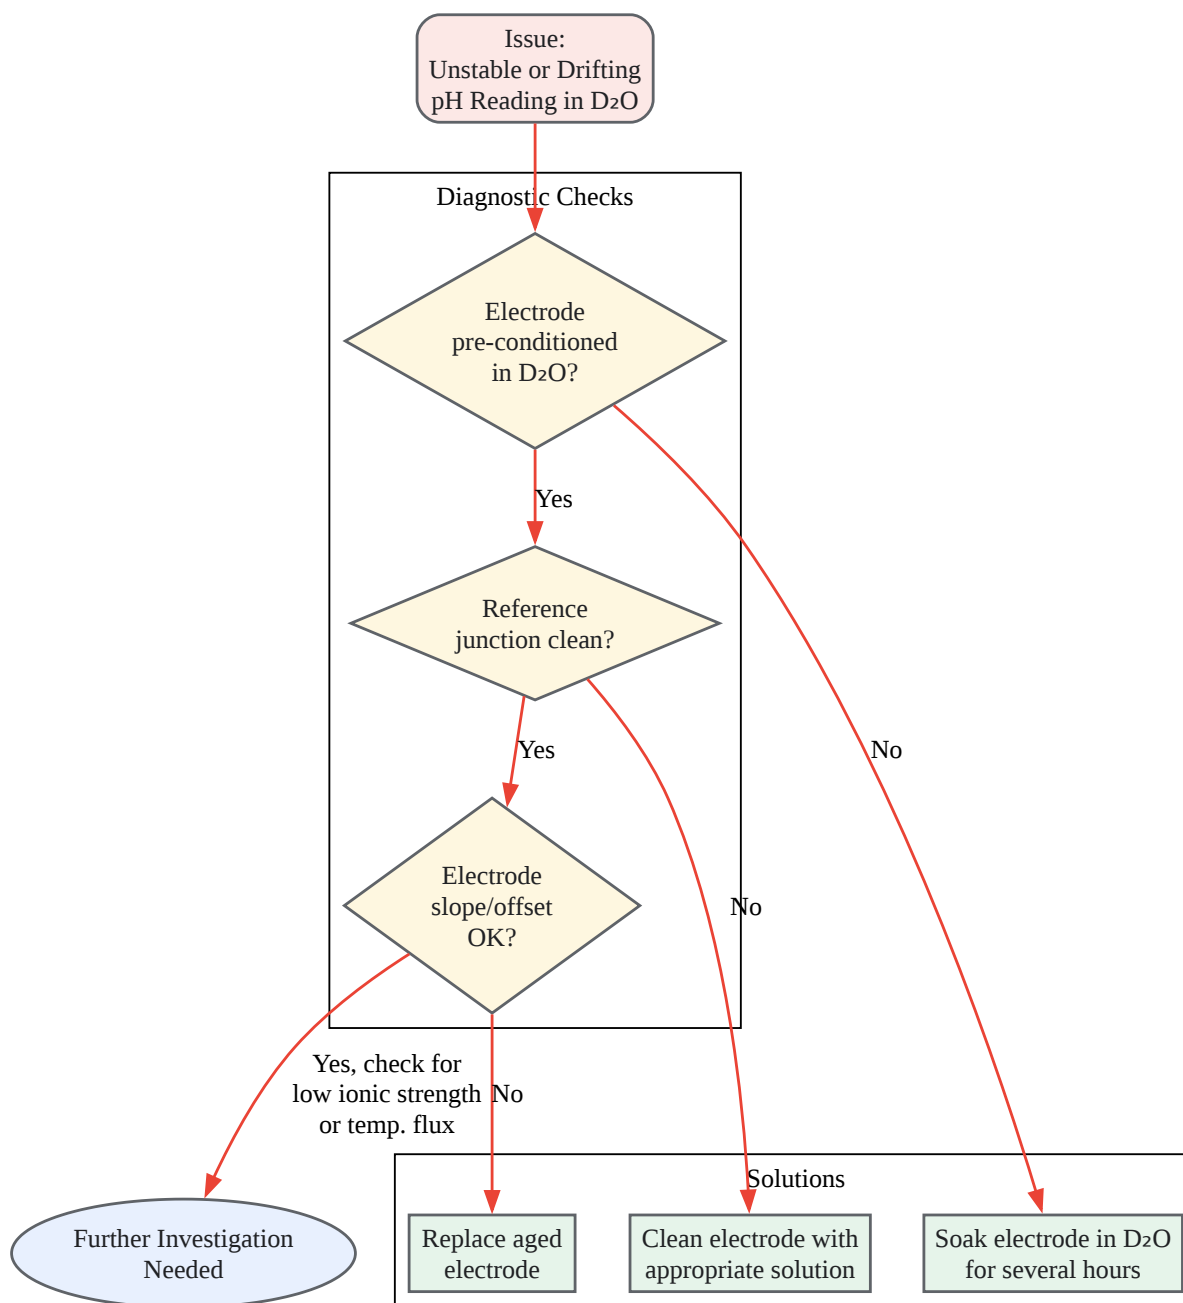 Issue:
Unstable or Drifting
pH Reading in D₂O
Diagnostic Checks
Electrode
pre-conditioned
in D₂O?
Yes
Reference
junction clean?
Yes
No
Electrode
slope/offset
OK?
No
Yes, check for
low ionic strength
or temp. flux
No
Solutions
Further Investigation
Needed
Replace aged
electrode
Clean electrode with
appropriate solution
Soak electrode in D₂O
for several hours